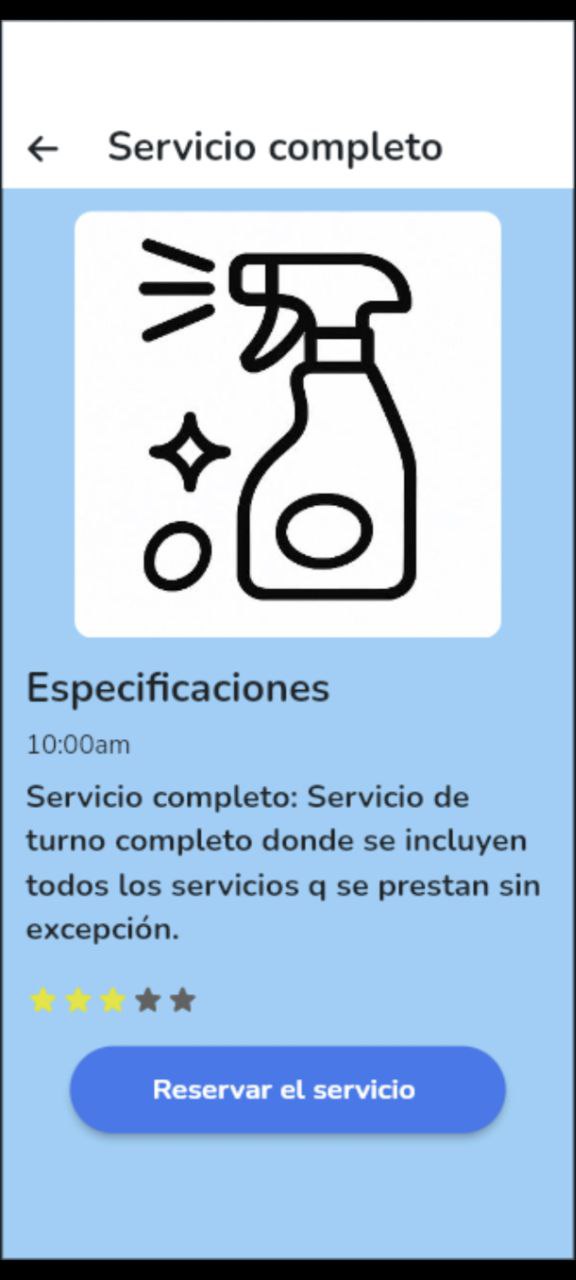 Servicio completo
Especificaciones
10:00am
Servicio completo: Servicio de
turno completo donde se incluyen
todos los servicios q se prestan sin
excepción.
Reservar el servicio